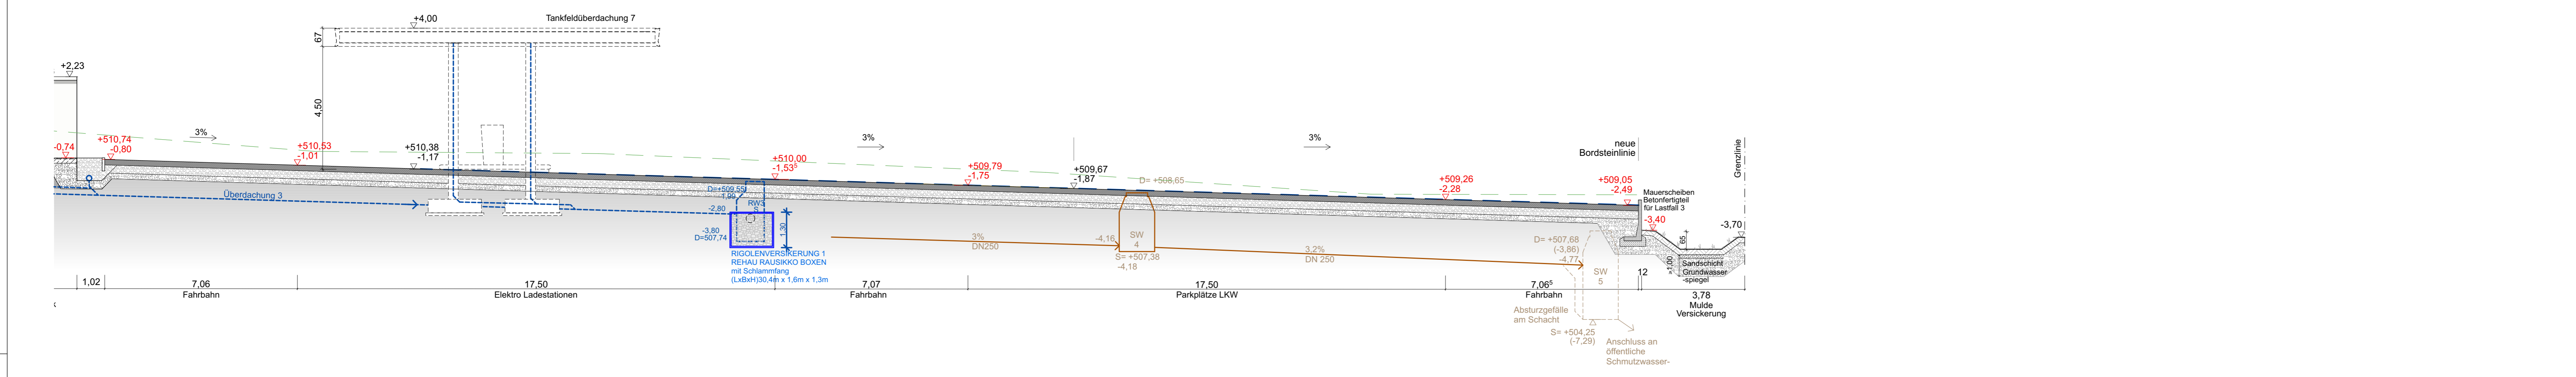 +4,00
Tankfeldüberdachung 7
67
+2,23
4,50
3%
3%
3%
neue
Bordsteinlinie
Grenzlinie
-0,74
+510,74
-0,80
+510,53
-1,01
+510,38
-1,17
+510,00
-1,53⁵
+509,79
-1,75
+509,67
-1,87
D= +508,65
+509,26
-2,28
+509,05
-2,49
Mauerscheiben
Betonfertigteil
für Lastfall 3
-3,40
-3,70
65
Überdachung 3
D=+509,55
-1,99
RW3
S
-2,80
-3,80
D=507,74
1,30
RIGOLENVERSIKERUNG 1
REHAU RAUSIKKO BOXEN
mit Schlammfang
(LxBxH)30,4m x 1,6m x 1,3m
3%
DN250
-4,16
SW
4
S= +507,38
-4,18
3,2%
DN 250
D= +507,68
(-3,86)
-4,77
SW
5
≥1,00
Sandschicht
Grundwasser
-spiegel
12
1,02
7,06
Fahrbahn
17,50
Elektro Ladestationen
7,07
Fahrbahn
17,50
Parkplätze LKW
7,06⁵
Fahrbahn
3,78
Mulde
Versickerung
Absturzgefälle
am Schacht
S= +504,25
(-7,29)
Anschluss an
öffentliche
Schmutzwasser-